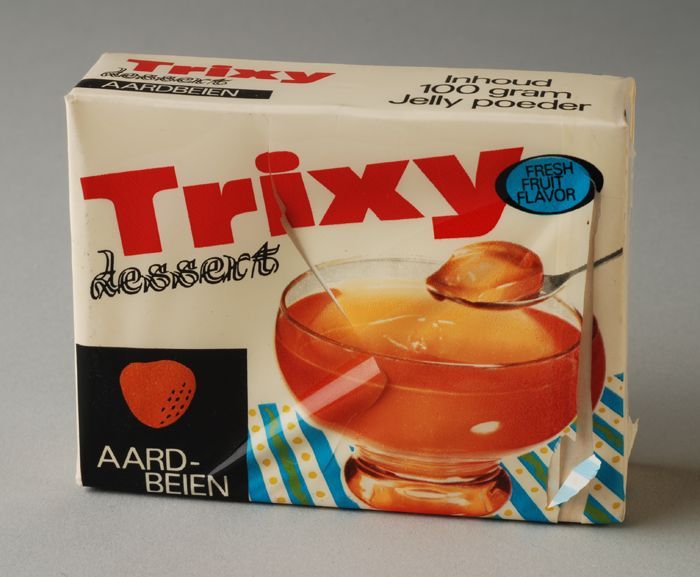 Trixy
dessert
AARDBEIEN
Inhoud
100 gram
Jelly poeder
Trixy
dessert
FRESH
FRUIT
FLAVOR
AARD-
BEIEN